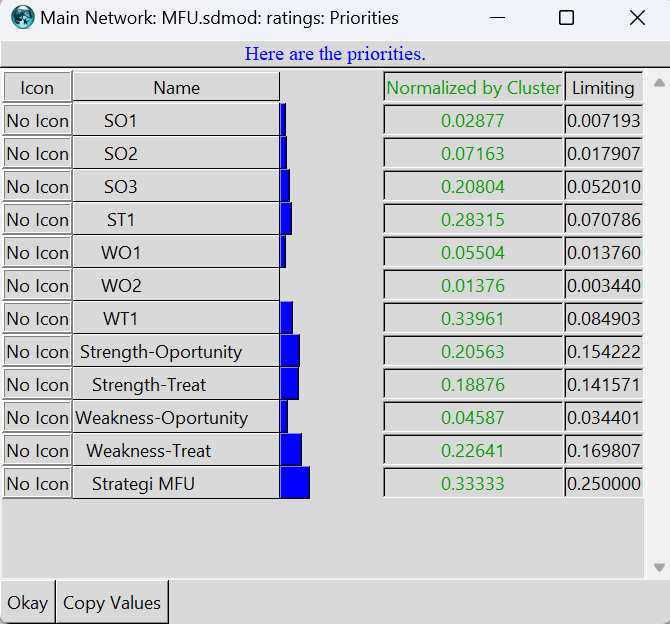 Main Network: MFU.sdmod: ratings: Priorities
Here are the priorities.
Icon Name Normalized by Cluster Limiting
No Icon SO1 0.02877 0.007193
No Icon SO2 0.07163 0.017907
No Icon SO3 0.20804 0.052010
No Icon ST1 0.28315 0.070786
No Icon WO1 0.05504 0.013760
No Icon WO2 0.01376 0.003440
No Icon WT1 0.33961 0.084903
No Icon Strength-Oportunity 0.20563 0.154222
No Icon Strength-Treat 0.18876 0.141571
No Icon Weakness-Oportunity 0.04587 0.034401
No Icon Weakness-Treat 0.22641 0.169807
No Icon Strategi MFU 0.33333 0.250000
Okay Copy Values